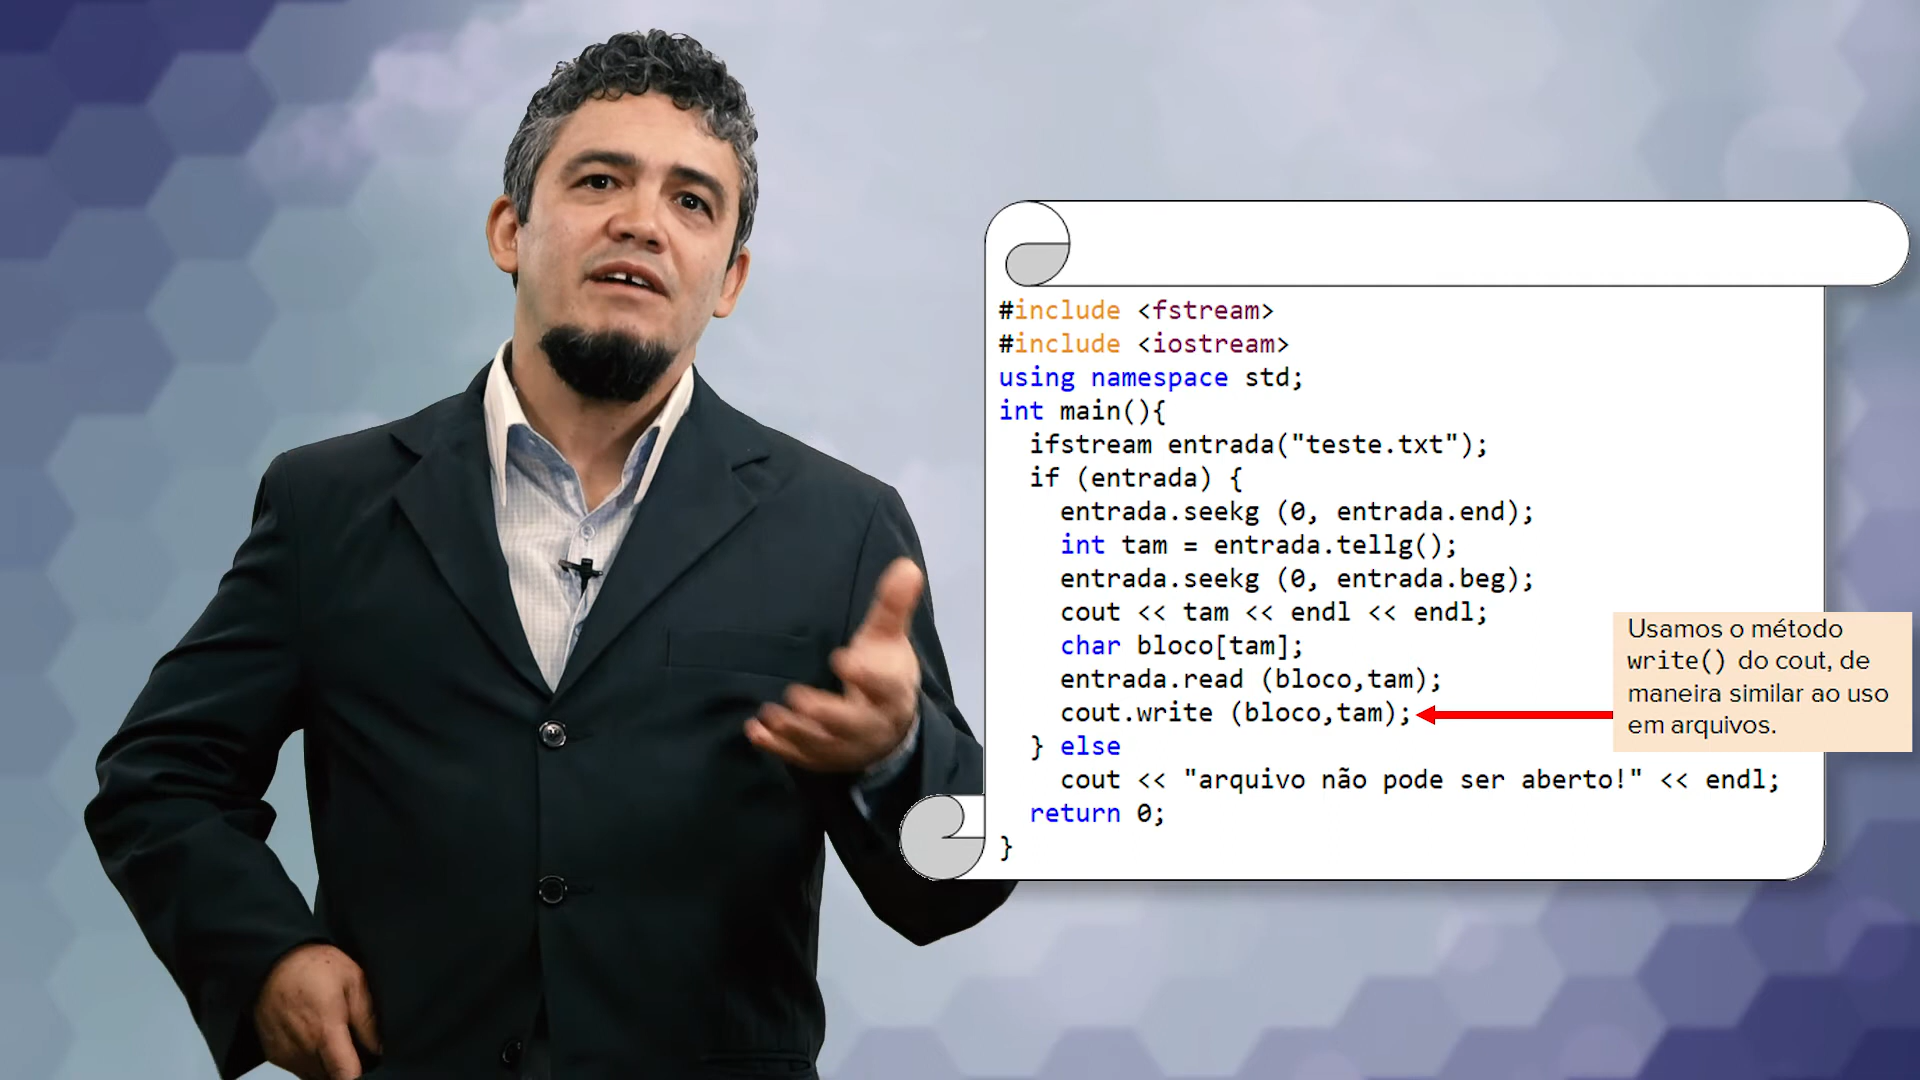 #include <fstream>
#include <iostream>
using namespace std;
int main(){
ifstream entrada("teste.txt");
if (entrada) {
entrada.seekg (0, entrada.end);
int tam = entrada.tellg();
entrada.seekg (0, entrada.beg);
cout << tam << endl << endl;
char bloco[tam];
entrada.read (bloco,tam);
cout.write (bloco,tam);
} else
cout << "arquivo não pode ser aberto!" << endl;
return 0;
}
Usamos o método
write() do cout, de
maneira similar ao uso
em arquivos.